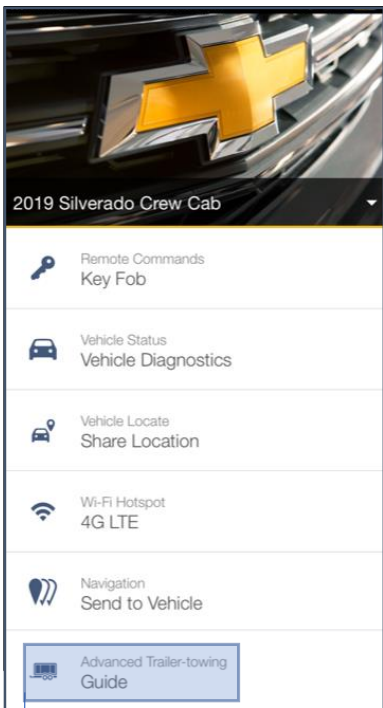 2019 Silverado Crew Cab
Remote Commands
Key Fob
Vehicle Status
Vehicle Diagnostics
Vehicle Locate
Share Location
Wi-Fi Hotspot
4G LTE
Navigation
Send to Vehicle
Advanced Trailer-towing
Guide